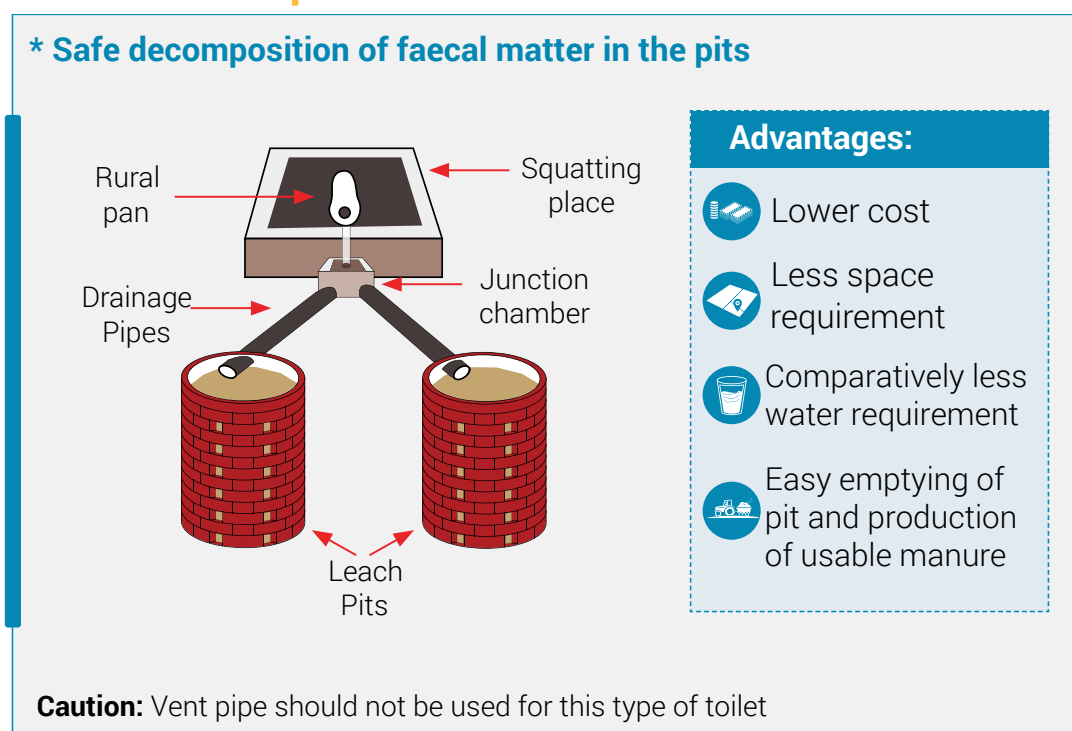 * Safe decomposition of faecal matter in the pits
Rural
pan
Squatting
place
Drainage
Pipes
Junction
chamber
Leach
Pits
Advantages:
Lower cost
Less space
requirement
Comparatively less
water requirement
Easy emptying of
pit and production
of usable manure
Caution: Vent pipe should not be used for this type of toilet